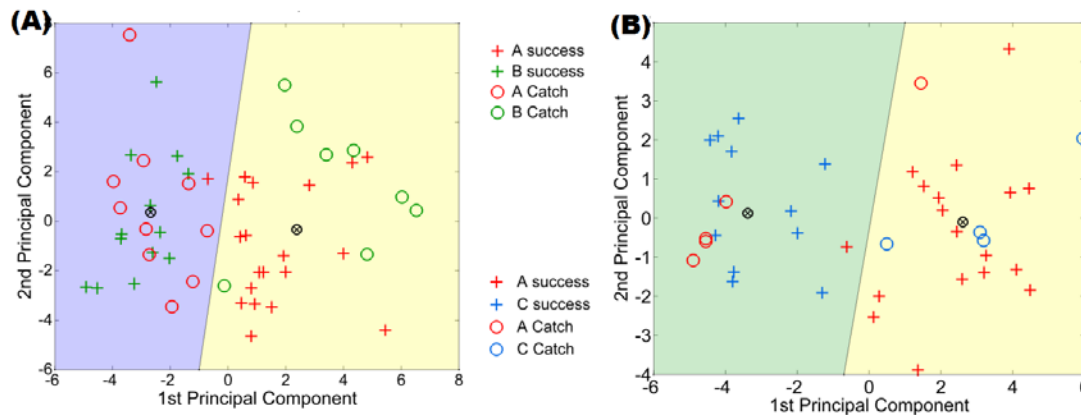 (A)
2nd Principal Component
6
4
2
0
-2
-4
-6
-6 -4 -2 0 2 4 6 8
1st Principal Component
A success
B success
A Catch
B Catch
A success
C success
A Catch
C Catch
(B)
2nd Principal Component
4
3
2
1
0
-1
-2
-3
-4
-6 -4 -2 0 2 4
1st Principal Component